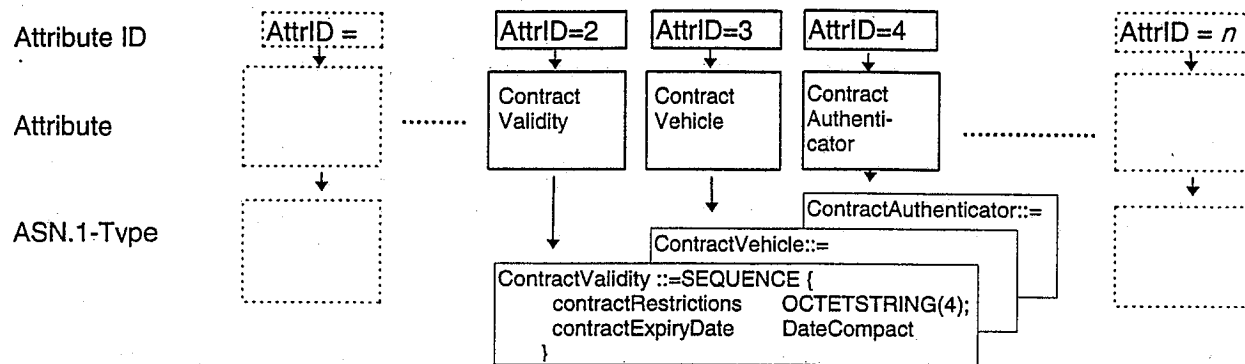 Attribute ID
AttrID =
AttrID=2
AttrID=3
AttrID=4
AttrID = n
Attribute
Contract
Validity
Contract
Vehicle
Contract
Authenti-
cator
ASN.1-Type
ContractAuthenticator::=
ContractVehicle::=
ContractValidity ::=SEQUENCE {
contractRestrictions OCTETSTRING(4);
contractExpiryDate DateCompact
}